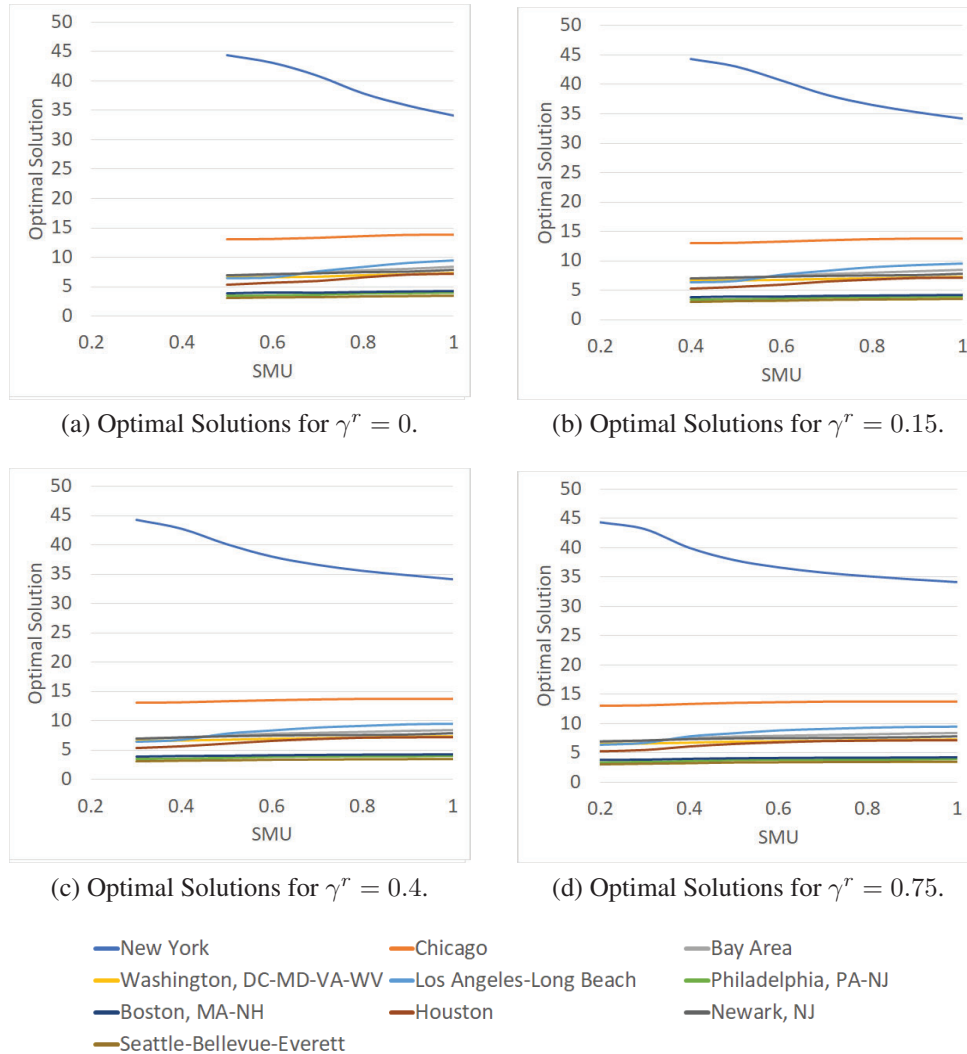 50
45
40
35
30
25
20
15
10
5
0
Optimal Solution
0.2 0.4 0.6 0.8 1
SMU
(a) Optimal Solutions for γ^r = 0.
50
45
40
35
30
25
20
15
10
5
0
Optimal Solution
0.2 0.4 0.6 0.8 1
SMU
(b) Optimal Solutions for γ^r = 0.15.
50
45
40
35
30
25
20
15
10
5
0
Optimal Solution
0.2 0.4 0.6 0.8 1
SMU
(c) Optimal Solutions for γ^r = 0.4.
50
45
40
35
30
25
20
15
10
5
0
Optimal Solution
0.2 0.4 0.6 0.8 1
SMU
(d) Optimal Solutions for γ^r = 0.75.
New York Chicago Bay Area
Washington, DC-MD-VA-WV Los Angeles-Long Beach Philadelphia, PA-NJ
Boston, MA-NH Houston Newark, NJ
Seattle-Bellevue-Everett